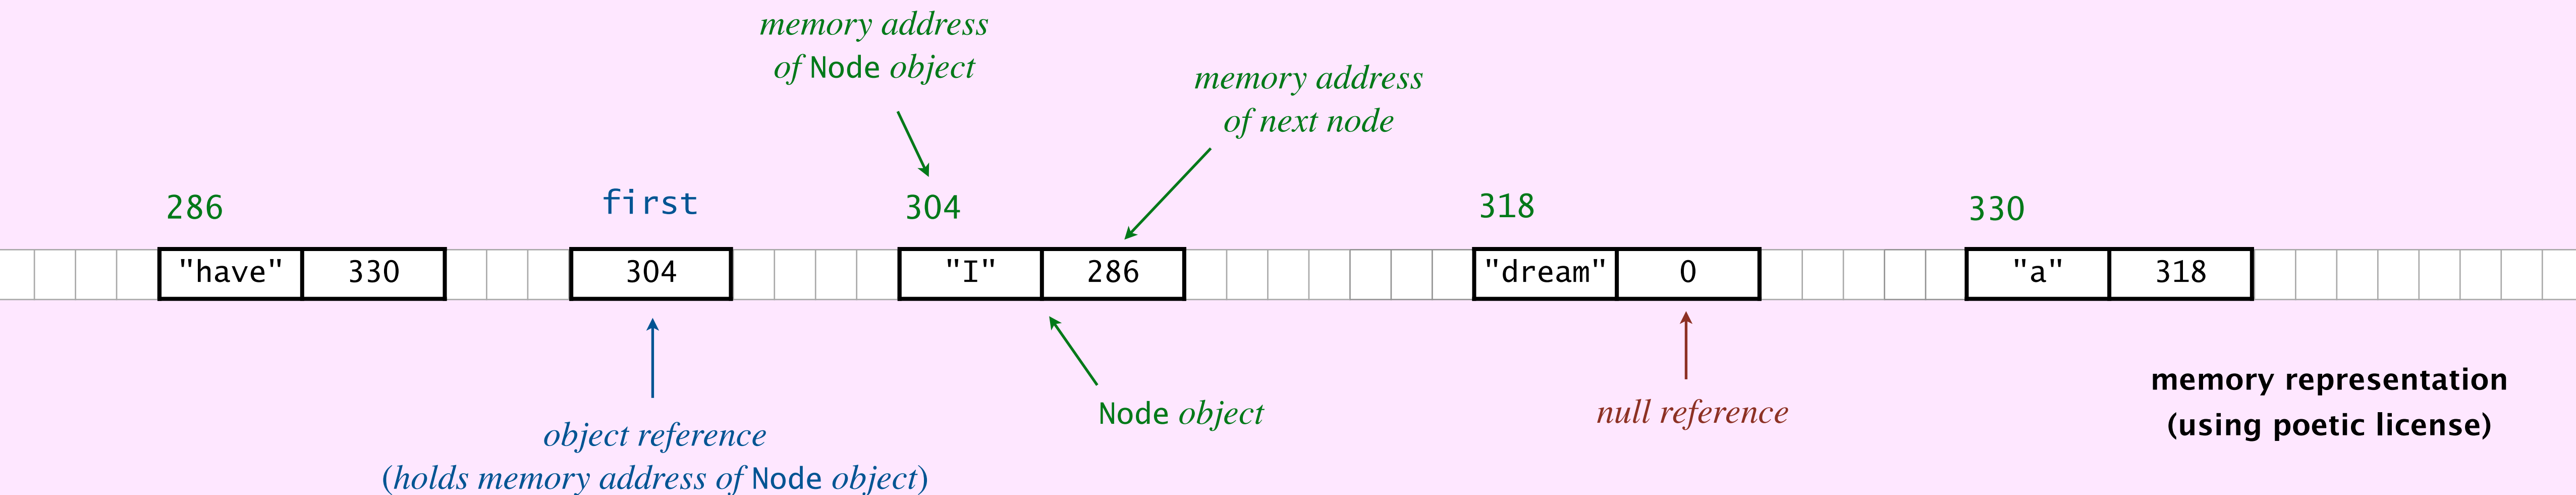 memory address
of Node object
memory address
of next node
286
first
304
318
330
"have" 330
304
"I" 286
"dream" 0
"a" 318
object reference
(holds memory address of Node object)
Node object
null reference
memory representation
(using poetic license)